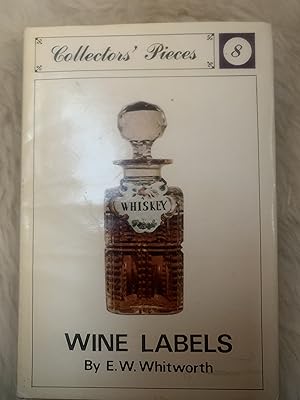 Collectors' Pieces 8
WHISKEY
WINE LABELS
By E.W. Whitworth